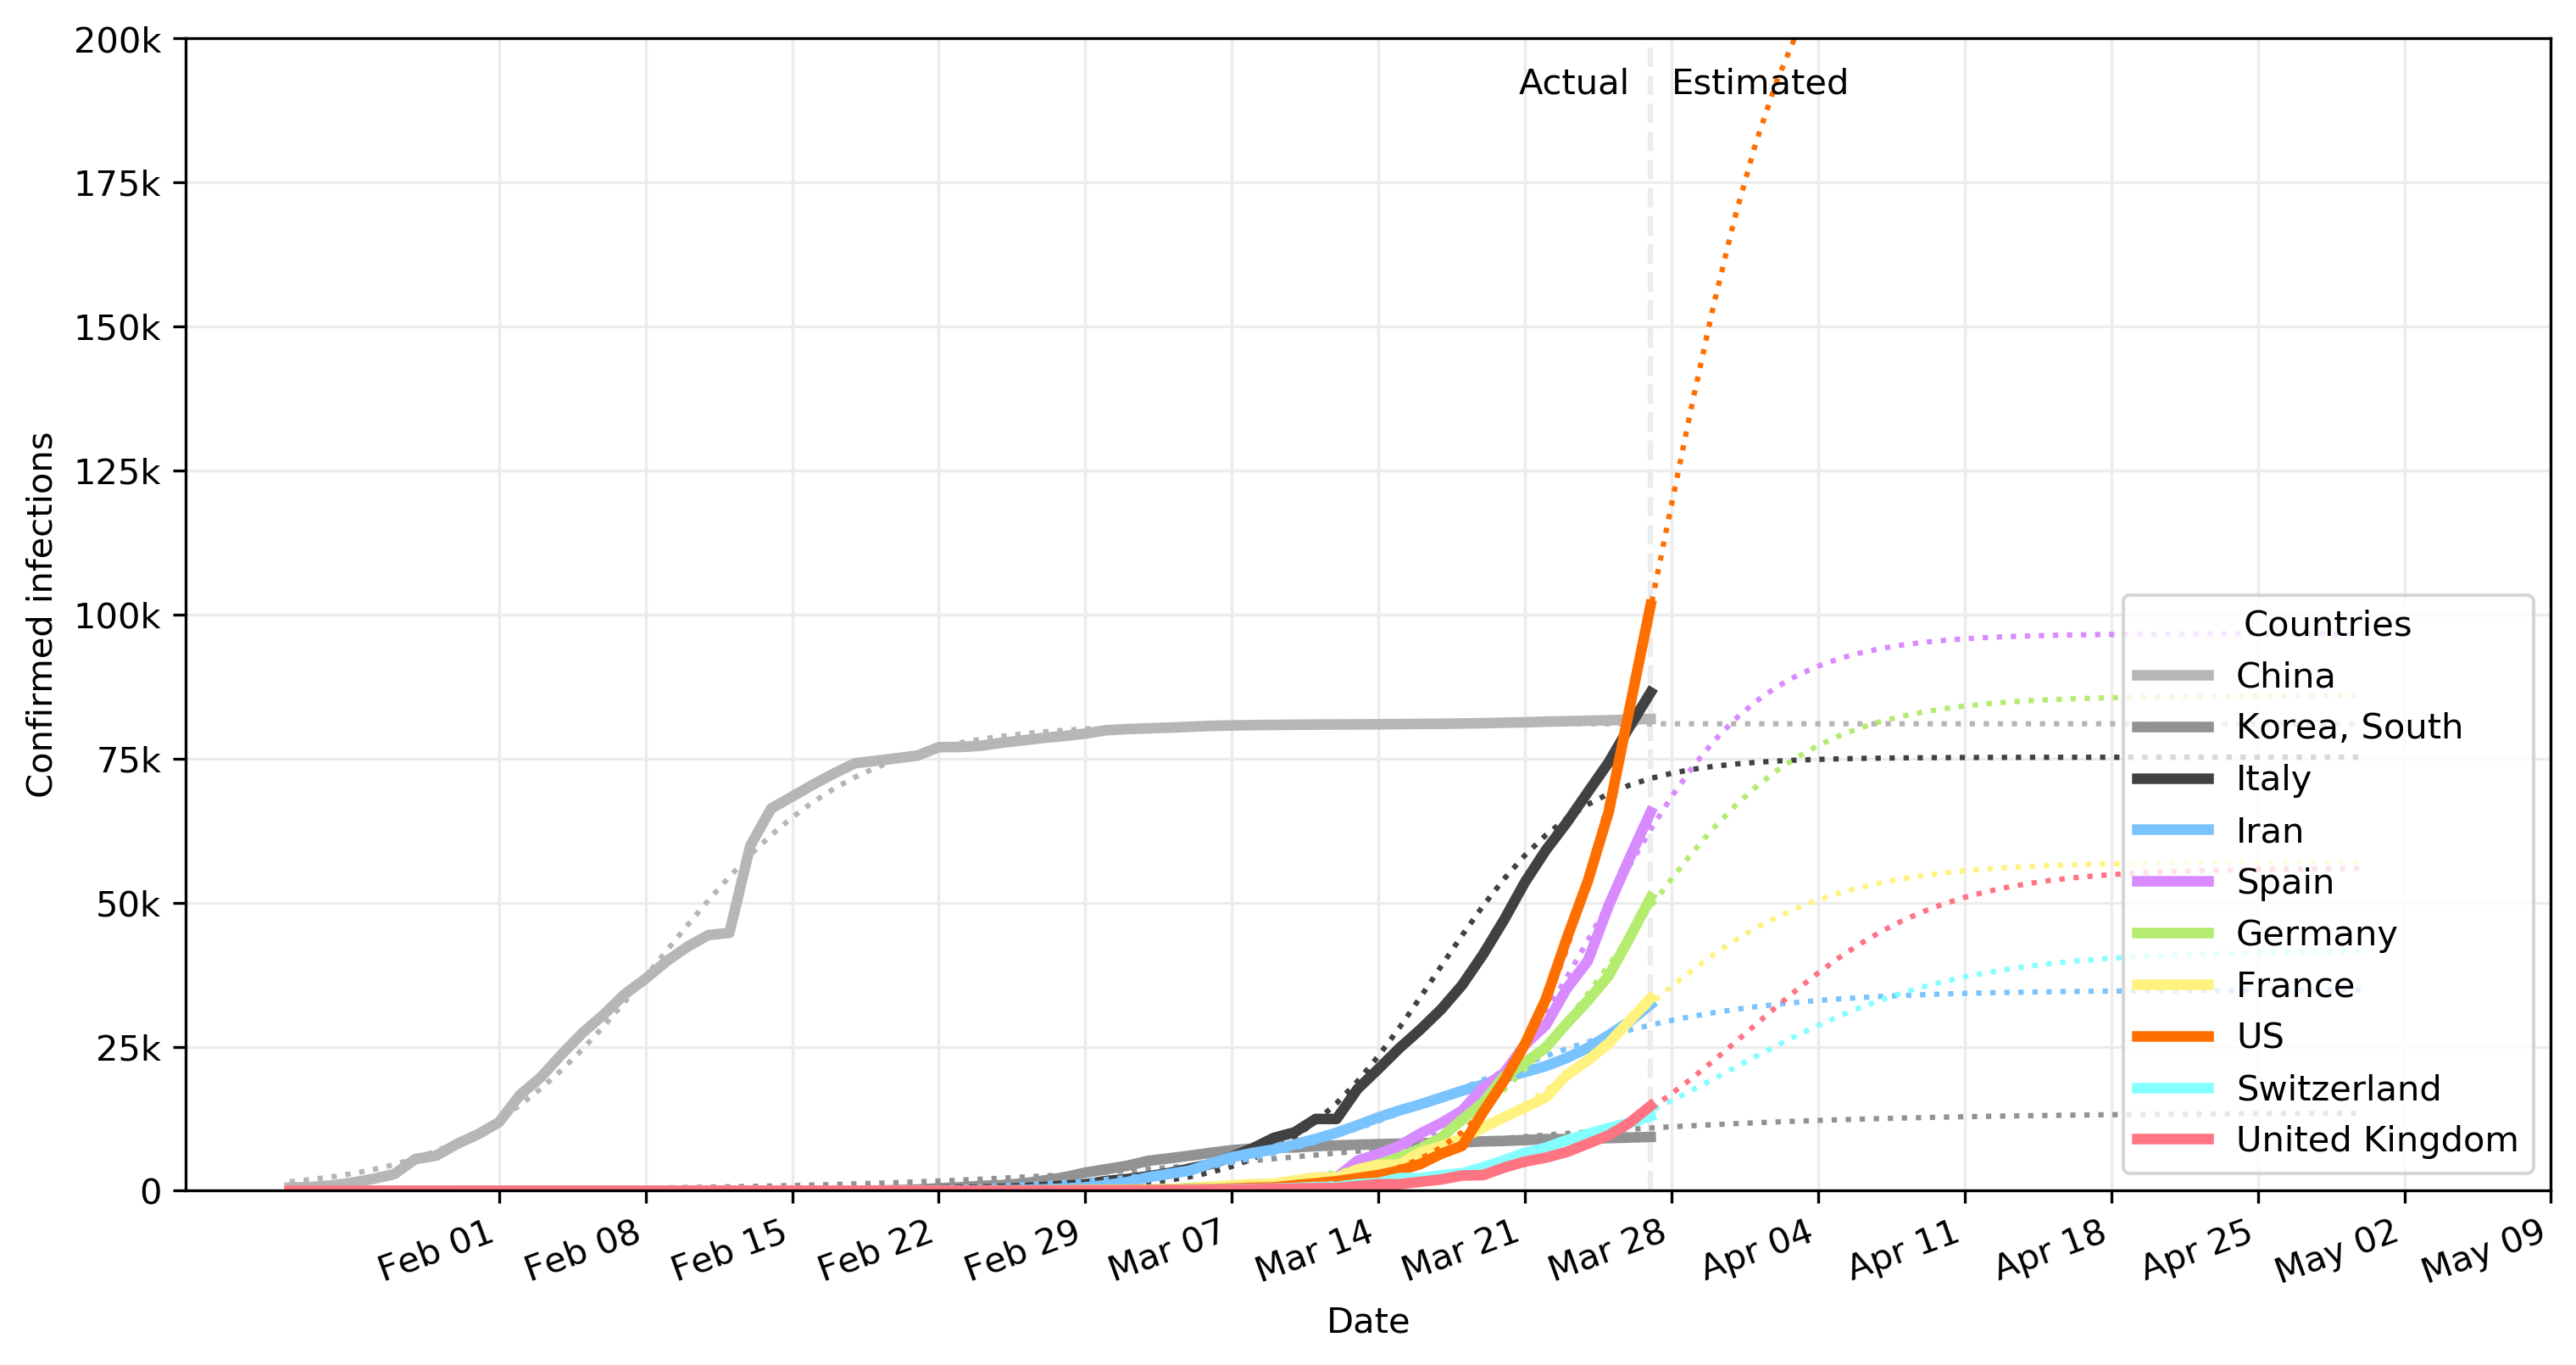 200k
175k
150k
125k
100k
75k
50k
25k
0
Confirmed infections
Actual
Estimated
Countries
China
Korea, South
Italy
Iran
Spain
Germany
France
US
Switzerland
United Kingdom
Feb 01
Feb 08
Feb 15
Feb 22
Feb 29
Mar 07
Mar 14
Mar 21
Mar 28
Apr 04
Apr 11
Apr 18
Apr 25
May 02
May 09
Date